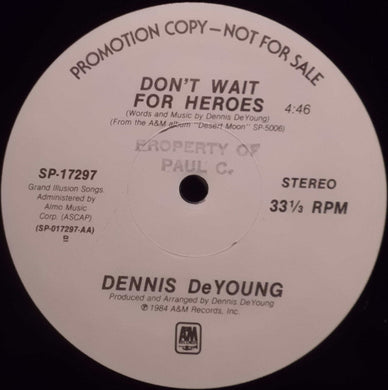 PROMOTION COPY—NOT FOR SALE
DON'T WAIT
FOR HEROES 4:46
(Words and Music by Dennis DeYoung)
(From the A&M album "Desert Moon" SP-5006)
PROPERTY OF
PAUL C.
SP-17297
Grand Illusion Songs.
Administered by
Almo Music
Corp. (ASCAP)
(SP-017297-AA)
STEREO
33⅓ RPM
DENNIS DeYOUNG
Produced and Arranged by Dennis DeYoung
℗ 1984 A&M Records, Inc.
A&M
RECORDS